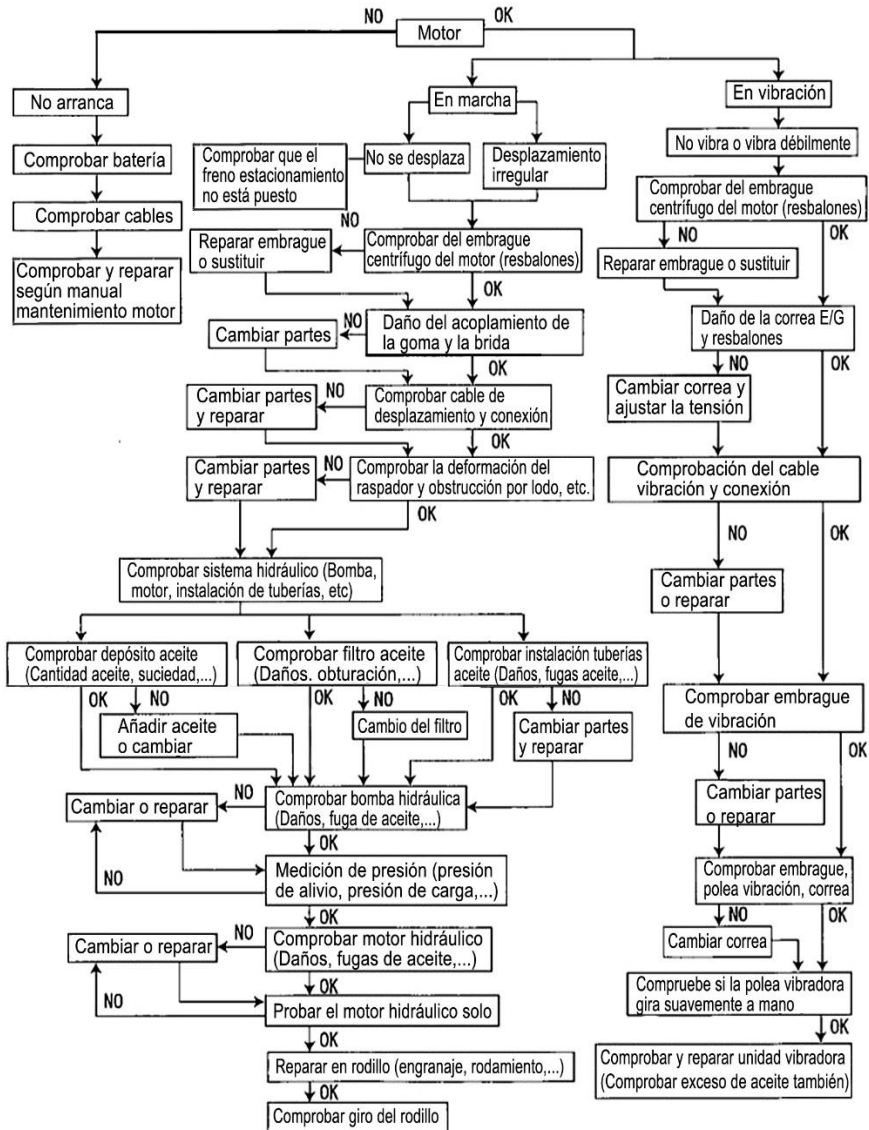 NO
OK
Motor
No arranca
En marcha
En vibración
Comprobar batería
Comprobar que el
freno estacionamiento
no está puesto
No se desplaza
Desplazamiento
irregular
No vibra o vibra débilmente
Comprobar cables
Comprobar del embrague
centrífugo del motor (resbalones)
NO
OK
Comprobar y reparar
según manual
mantenimiento motor
Reparar embrague
o sustituir
NO
Comprobar del embrague
centrífugo del motor (resbalones)
OK
Reparar embrague o sustituir
Cambiar partes
NO
Daño del acoplamiento de
la goma y la brida
OK
Daño de la correa E/G
y resbalones
NO
OK
Cambiar partes
y reparar
NO
Comprobar cable de
desplazamiento y conexión
OK
Cambiar correa y
ajustar la tensión
Cambiar partes
y reparar
NO
Comprobar la deformación del
raspador y obstrucción por lodo, etc.
OK
Comprobación del cable
vibración y conexión
NO
OK
Comprobar sistema hidráulico (Bomba,
motor, instalación de tuberías, etc)
Cambiar partes
o reparar
Comprobar depósito aceite
(Cantidad aceite, suciedad,...)
OK
NO
Comprobar filtro aceite
(Daños. obturación,...)
OK
NO
Comprobar instalación tuberías
aceite (Daños, fugas aceite,...)
OK
NO
Comprobar embrague
de vibración
NO
OK
Añadir aceite
o cambiar
Cambio del filtro
Cambiar partes
y reparar
Cambiar o reparar
NO
Comprobar bomba hidráulica
(Daños, fuga de aceite,...)
OK
Cambiar partes
o reparar
NO
Medición de presión (presión
de alivio, presión de carga,...)
OK
Comprobar embrague,
polea vibración, correa
NO
OK
Cambiar o reparar
NO
Comprobar motor hidráulico
(Daños, fugas de aceite,...)
OK
Cambiar correa
NO
Probar el motor hidráulico solo
OK
Compruebe si la polea vibradora
gira suavemente a mano
OK
Reparar en rodillo (engranaje, rodamiento,...)
OK
Comprobar y reparar unidad vibradora
(Comprobar exceso de aceite también)
Comprobar giro del rodillo